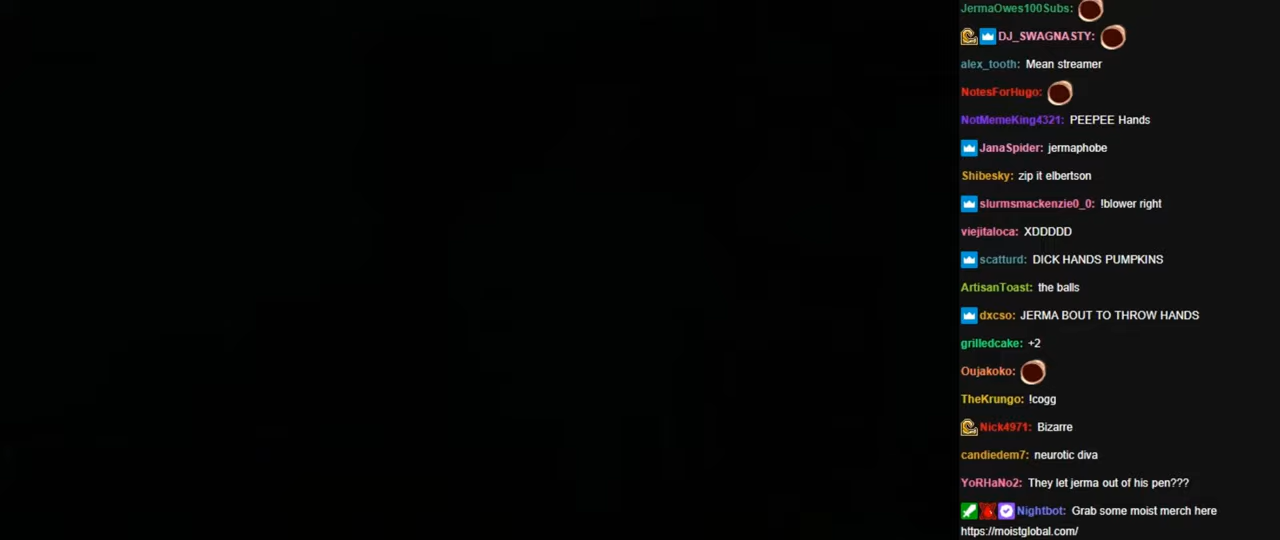 JermaOwes100Subs:
DJ_SWAGNASTY:
alex_tooth: Mean streamer
NotesForHugo:
NotMemeKing4321: PEEPEE Hands
JanaSpider: jermaphobe
Shibesky: zip it elbertson
slurmsmackenzie0_0: !blower right
viejitaloca: XDDDDD
scatturd: DICK HANDS PUMPKINS
ArtisanToast: the balls
dxcso: JERMA BOUT TO THROW HANDS
grilledcake: +2
Oujakoko:
TheKrungo: !cogg
Nick4971: Bizarre
candiedem7: neurotic diva
YoRHaNo2: They let jerma out of his pen???
Nightbot: Grab some moist merch here
https://moistglobal.com/